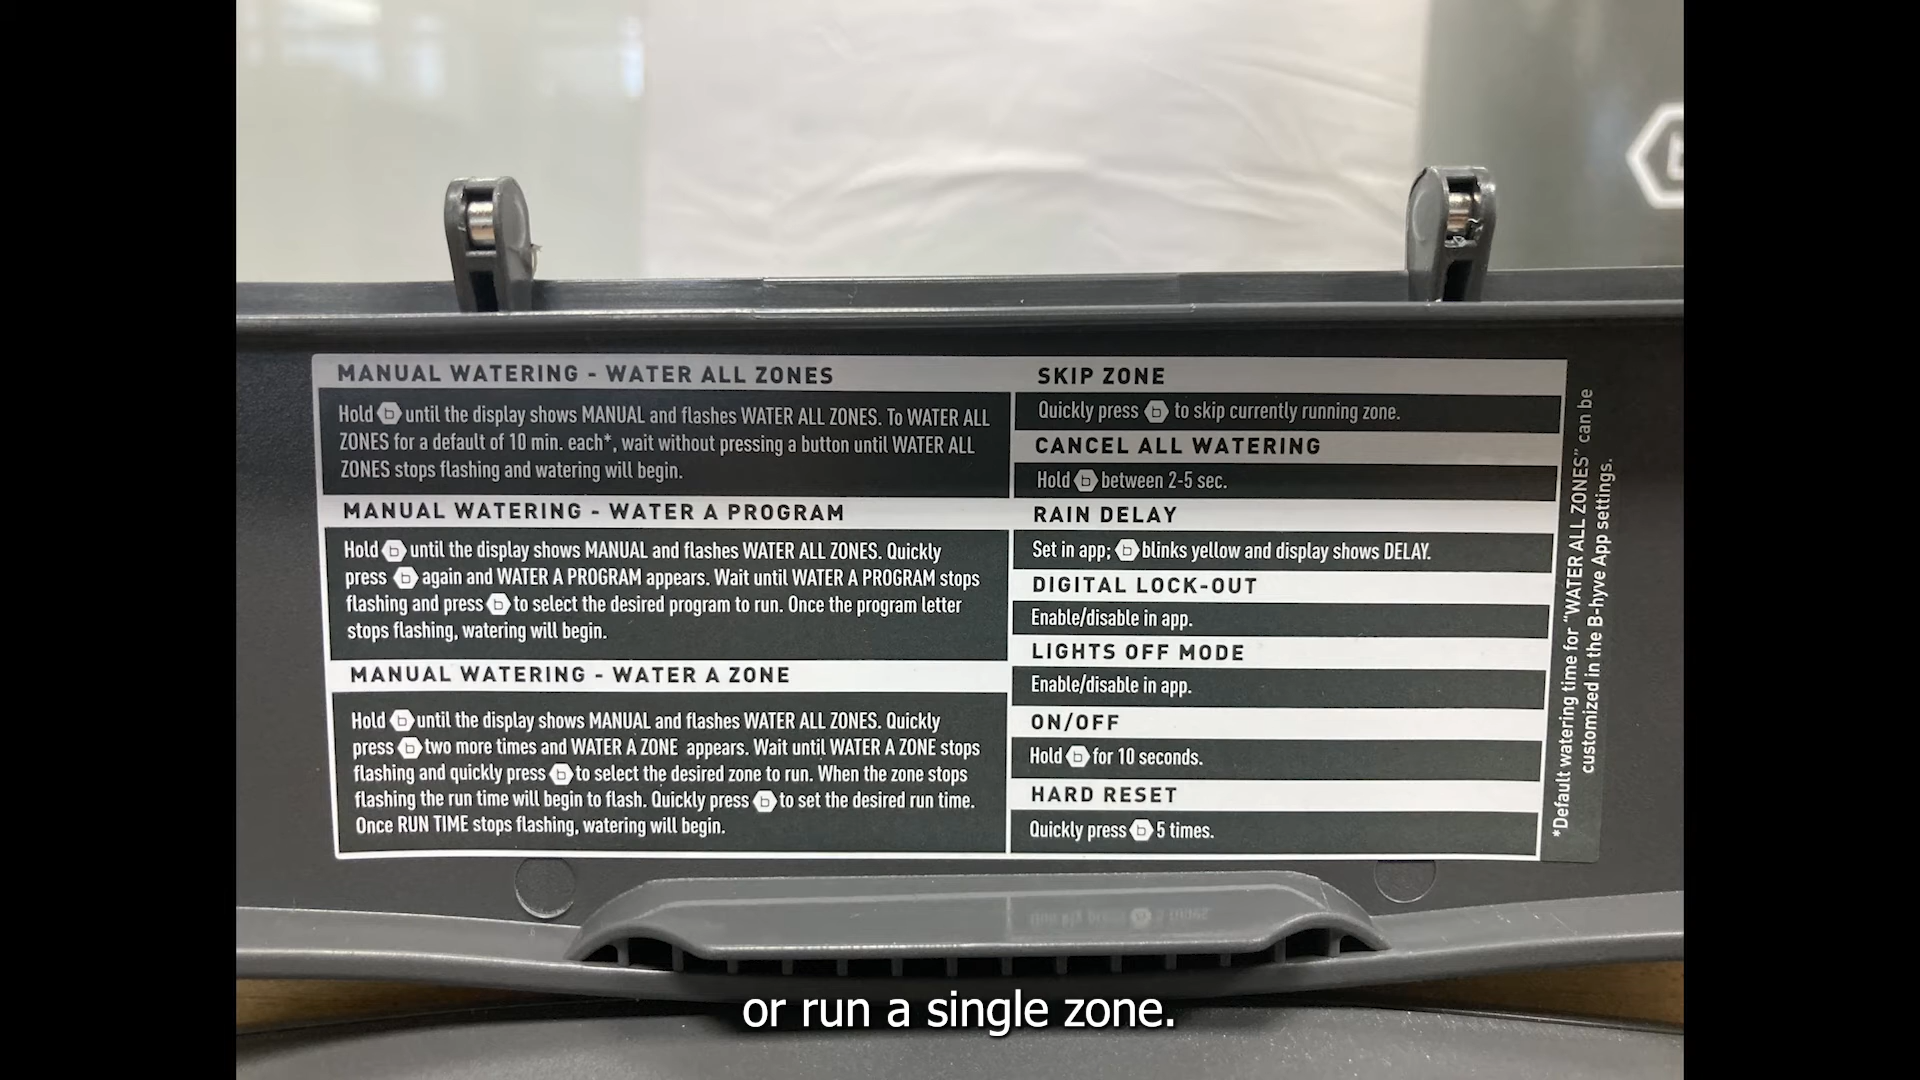 MANUAL WATERING - WATER ALL ZONES
Hold b until the display shows MANUAL and flashes WATER ALL ZONES. To WATER ALL
ZONES for a default of 10 min. each*, wait without pressing a button until WATER ALL
ZONES stops flashing and watering will begin.
MANUAL WATERING - WATER A PROGRAM
Hold b until the display shows MANUAL and flashes WATER ALL ZONES. Quickly
press b again and WATER A PROGRAM appears. Wait until WATER A PROGRAM stops
flashing and press b to select the desired program to run. Once the program letter
stops flashing, watering will begin.
MANUAL WATERING - WATER A ZONE
Hold b until the display shows MANUAL and flashes WATER ALL ZONES. Quickly
press b two more times and WATER A ZONE appears. Wait until WATER A ZONE stops
flashing and quickly press b to select the desired zone to run. When the zone stops
flashing the run time will begin to flash. Quickly press b to set the desired run time.
Once RUN TIME stops flashing, watering will begin.
SKIP ZONE
Quickly press b to skip currently running zone.
CANCEL ALL WATERING
Hold b between 2-5 sec.
RAIN DELAY
Set in app; b blinks yellow and display shows DELAY.
DIGITAL LOCK-OUT
Enable/disable in app.
LIGHTS OFF MODE
Enable/disable in app.
ON/OFF
Hold b for 10 seconds.
HARD RESET
Quickly press b 5 times.
*Default watering time for "WATER ALL ZONES" can be
customized in the B-hyve App settings.
or run a single zone.